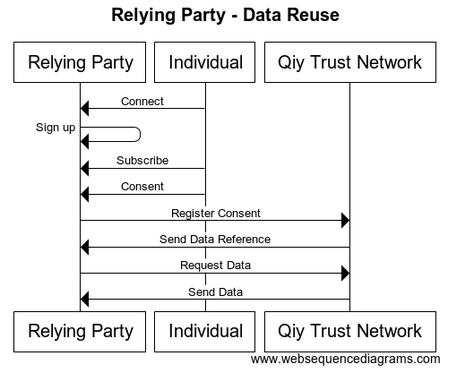 Relying Party - Data Reuse
Relying Party
Individual
Qiy Trust Network
Connect
Sign up
Subscribe
Consent
Register Consent
Send Data Reference
Request Data
Send Data
Relying Party
Individual
Qiy Trust Network
www.websequencediagrams.com